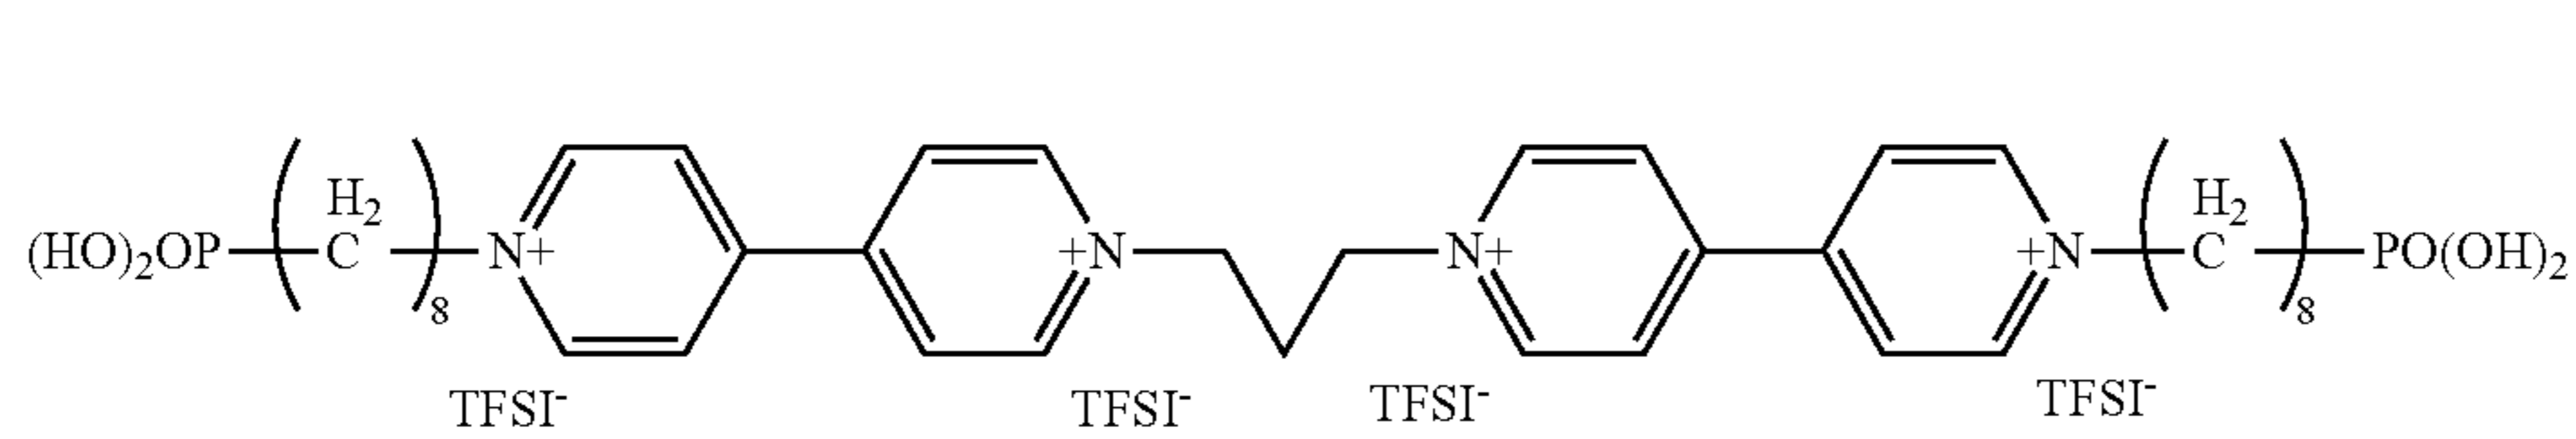 H₂ H₂
(HO)₂OP C N+ +N N+ +N C PO(OH)₂
8 8
TFSI⁻ TFSI⁻ TFSI⁻ TFSI⁻